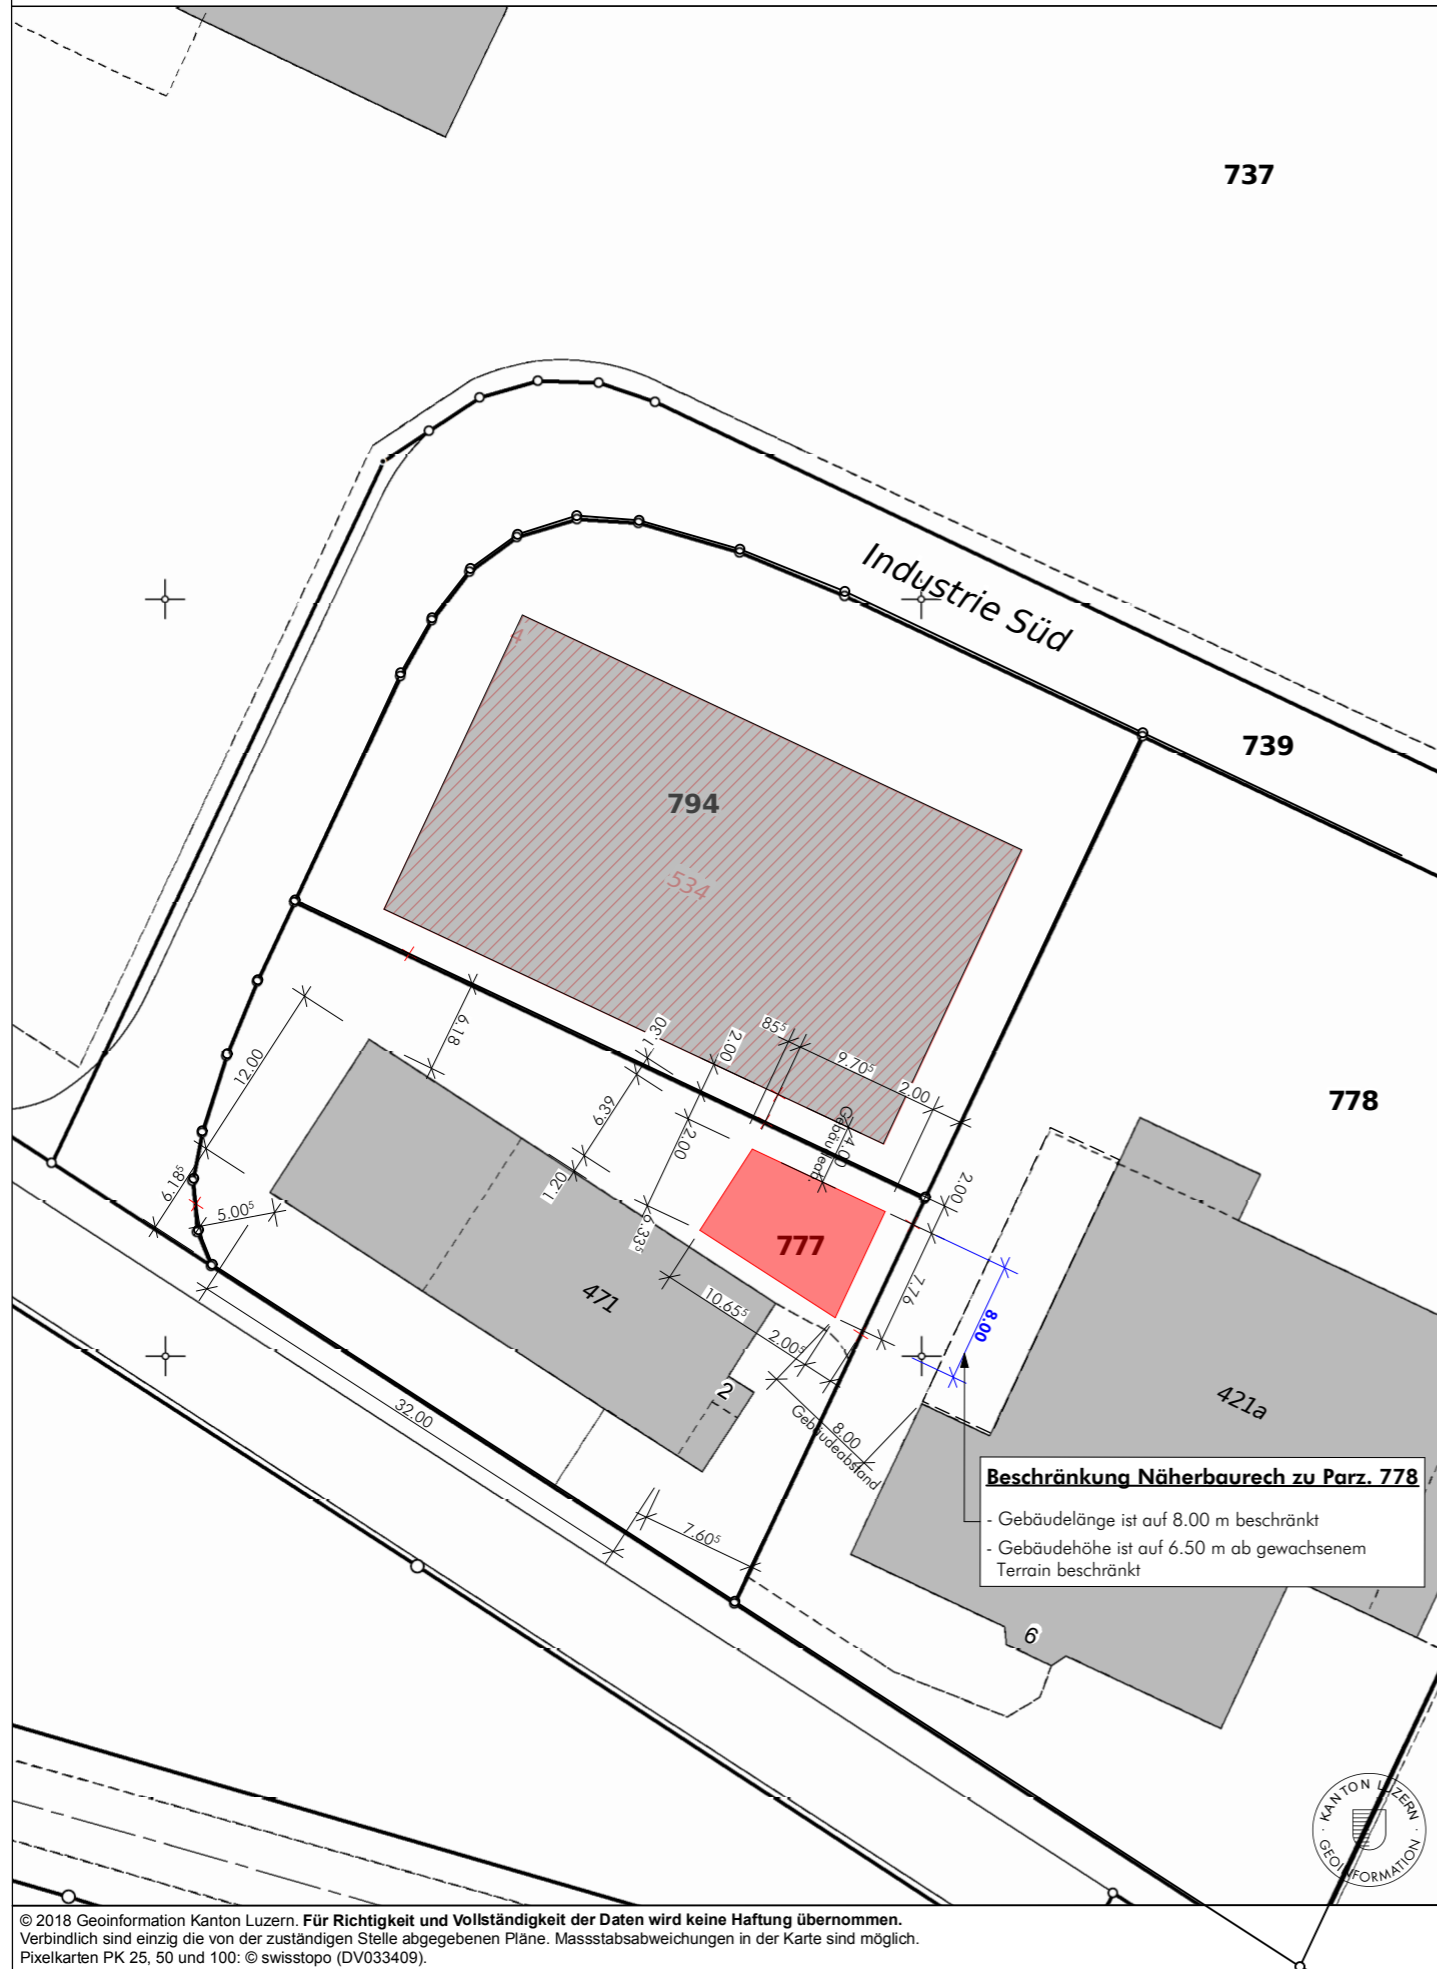 737
Industrie Süd
739
4
794
534
778
6.18
1.30
2.00
85⁵
9.70⁵
2.00
12.00
6.39
2.00
Gebäudeab.
4.00
6.18⁵
5.00⁵
1.20
6.33⁵
777
2.00
7.76
8.00
471
10.65⁵
2.00⁵
2
32.00
8.00
Gebäudeabstand
421a
7.60⁵
Beschränkung Näherbaurech zu Parz. 778
- Gebäudelänge ist auf 8.00 m beschränkt
- Gebäudehöhe ist auf 6.50 m ab gewachsenem
Terrain beschränkt
6
· KANTON LUZERN ·
GEOINFORMATION
© 2018 Geoinformation Kanton Luzern. Für Richtigkeit und Vollständigkeit der Daten wird keine Haftung übernommen.
Verbindlich sind einzig die von der zuständigen Stelle abgegebenen Pläne. Massstabsabweichungen in der Karte sind möglich.
Pixelkarten PK 25, 50 und 100: © swisstopo (DV033409).